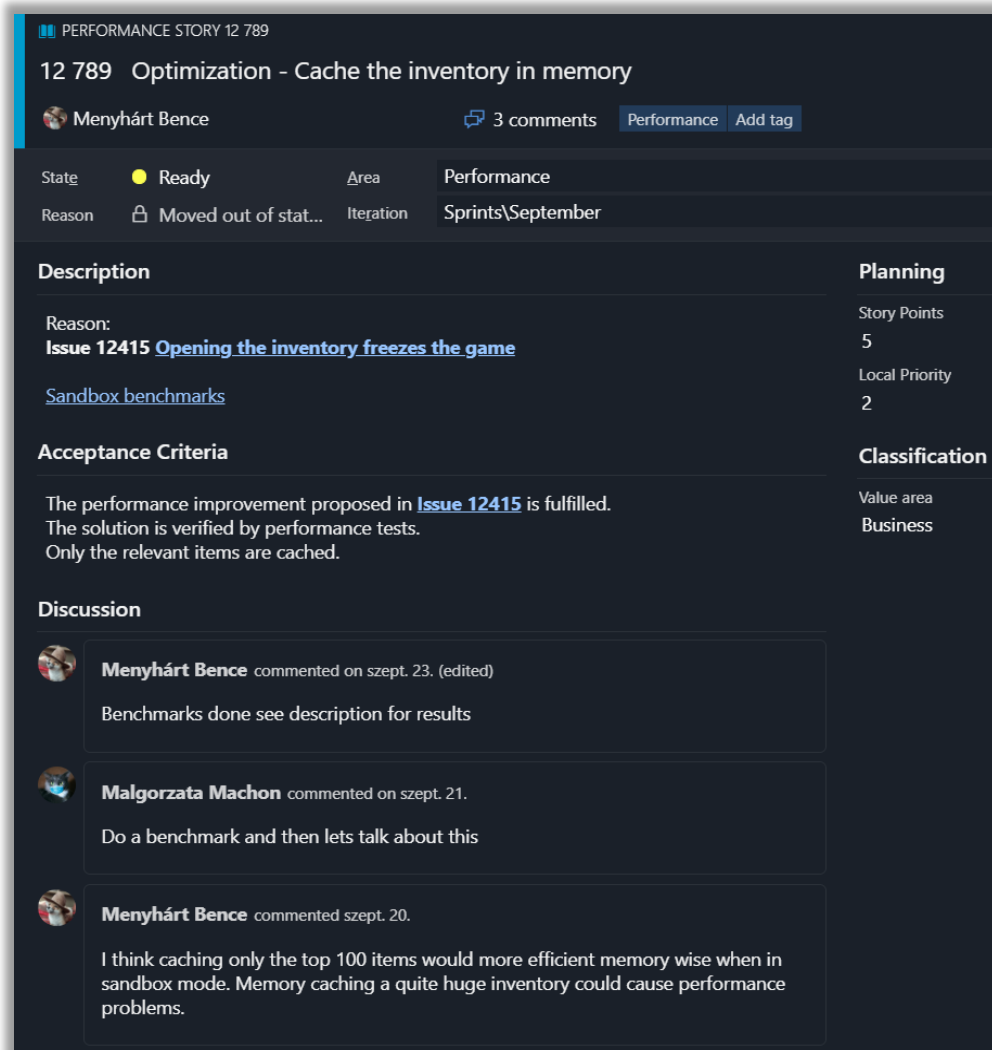 PERFORMANCE STORY 12 789
12 789 Optimization - Cache the inventory in memory
Menyhárt Bence 3 comments Performance Add tag
State Ready Area Performance
Reason Moved out of stat... Iteration Sprints\September
Description
Reason:
Issue 12415 Opening the inventory freezes the game
Sandbox benchmarks
Acceptance Criteria
The performance improvement proposed in Issue 12415 is fulfilled.
The solution is verified by performance tests.
Only the relevant items are cached.
Discussion
Menyhárt Bence commented on szept. 23. (edited)
Benchmarks done see description for results
Malgorzata Machon commented on szept. 21.
Do a benchmark and then lets talk about this
Menyhárt Bence commented szept. 20.
I think caching only the top 100 items would more efficient memory wise when in
sandbox mode. Memory caching a quite huge inventory could cause performance
problems.
Planning
Story Points
5
Local Priority
2
Classification
Value area
Business